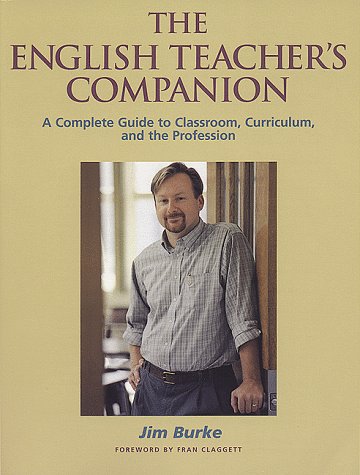 THE
ENGLISH TEACHER'S
COMPANION
A Complete Guide to Classroom, Curriculum,
and the Profession
Jim Burke
FOREWORD BY FRAN CLAGGETT